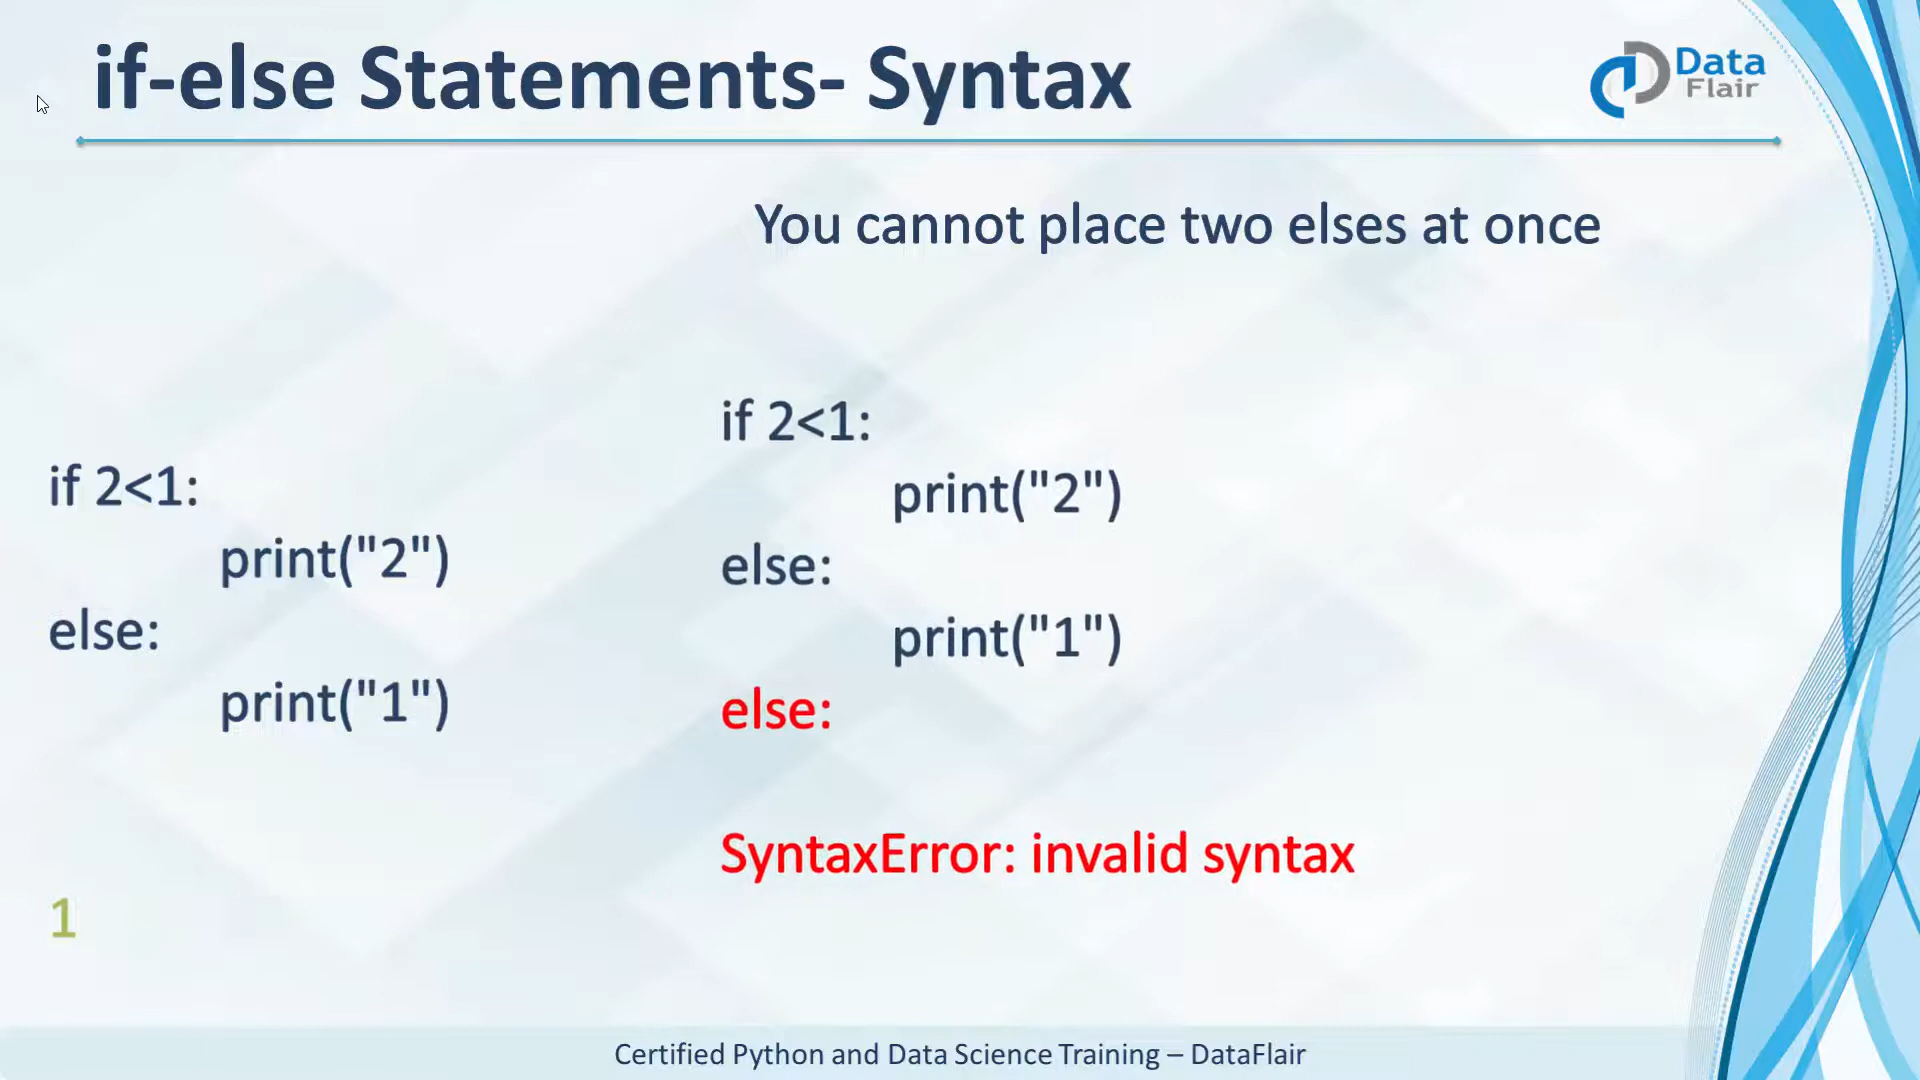 if-else Statements- Syntax
Data
Flair
You cannot place two elses at once
if 2<1:
print("2")
else:
print("1")
1
if 2<1:
print("2")
else:
print("1")
else:
SyntaxError: invalid syntax
Certified Python and Data Science Training – DataFlair